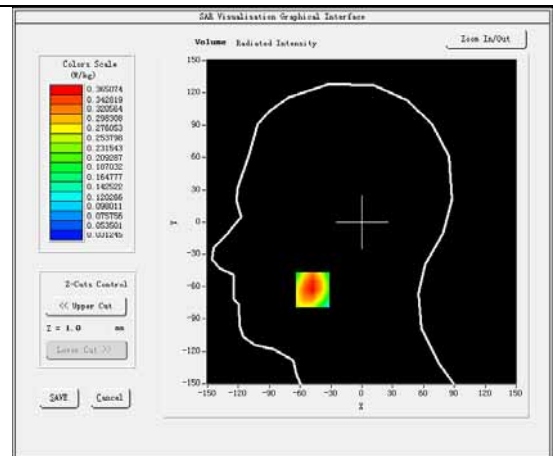 SAR Visualisation Graphical Interface
Volume Radiated Intensity
Zoom In/Out
Colors Scale
(W/kg)
0.365074
0.342819
0.320564
0.298308
0.276053
0.253798
0.231543
0.209287
0.187032
0.164777
0.142522
0.120266
0.098011
0.075756
0.053501
0.031245
Z-Cuts Control
<< Upper Cut
Z = 1.0 mm
Lower Cut >>
SAVE Cancel
150
120
90
60
30
0
-30
-60
-90
-120
-150
Y
-150 -120 -90 -60 -30 0 30 60 90 120 150
X